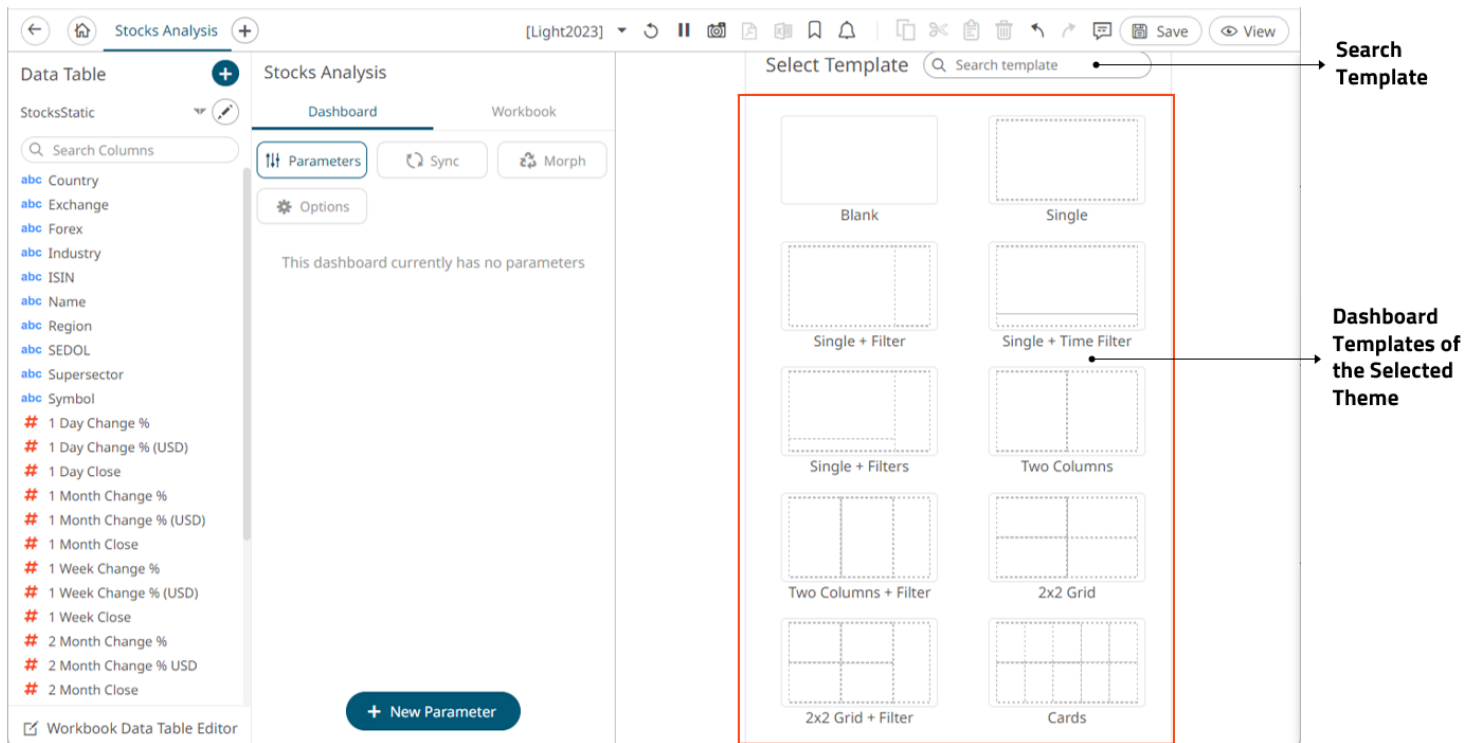 Stocks Analysis
[Light2023]
Save
View
Data Table
StocksStatic
Search Columns
abc Country
abc Exchange
abc Forex
abc Industry
abc ISIN
abc Name
abc Region
abc SEDOL
abc Supersector
abc Symbol
# 1 Day Change %
# 1 Day Change % (USD)
# 1 Day Close
# 1 Month Change %
# 1 Month Change % (USD)
# 1 Month Close
# 1 Week Change %
# 1 Week Change % (USD)
# 1 Week Close
# 2 Month Change %
# 2 Month Change % USD
# 2 Month Close
Workbook Data Table Editor
Stocks Analysis
Dashboard
Workbook
Parameters
Sync
Morph
Options
This dashboard currently has no parameters
+ New Parameter
Select Template
Search template
Blank
Single
Single + Filter
Single + Time Filter
Single + Filters
Two Columns
Two Columns + Filter
2x2 Grid
2x2 Grid + Filter
Cards
Search
Template
Dashboard
Templates of
the Selected
Theme